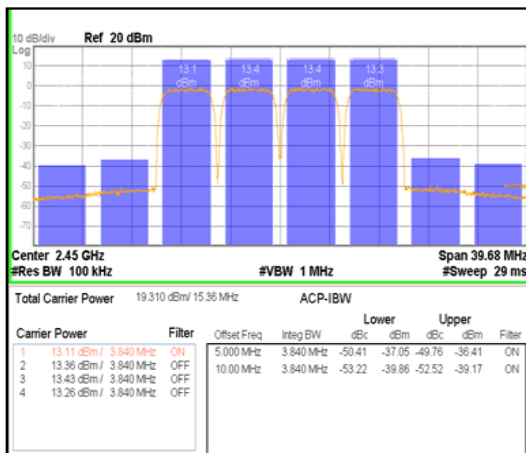 10 dB/div Ref 20 dBm
Log
10
0
-10
-20
-30
-40
-50
-60
-70
13.1 dBm 13.4 dBm 13.4 dBm 13.3 dBm
Center 2.45 GHz Span 39.68 MHz
#Res BW 100 kHz #VBW 1 MHz #Sweep 29 ms
Total Carrier Power 19.310 dBm/ 15.36 MHz ACP-IBW
Lower Upper
Carrier Power Filter Offset Freq Integ BW dBc dBm dBc dBm Filter
1 13.11 dBm / 3.840 MHz ON 5.000 MHz 3.840 MHz -50.41 -37.05 -49.76 -36.41 ON
2 13.36 dBm / 3.840 MHz OFF 10.00 MHz 3.840 MHz -53.22 -39.86 -52.52 -39.17 ON
3 13.43 dBm / 3.840 MHz OFF
4 13.26 dBm / 3.840 MHz OFF